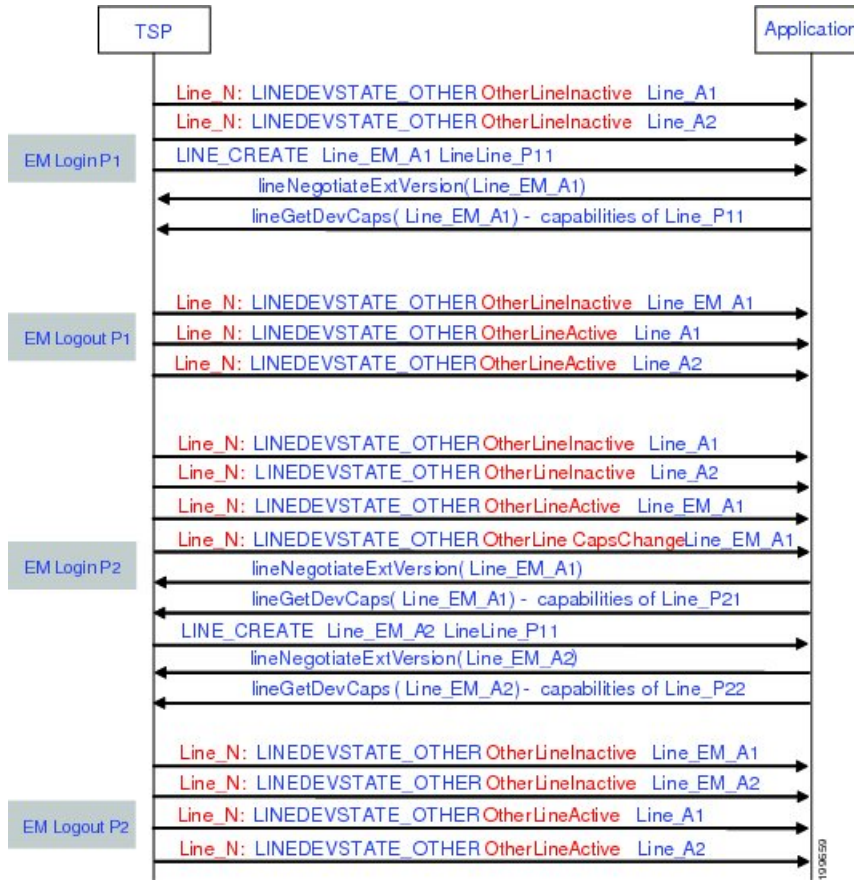 TSP
Application
Line_N: LINEDEVSTATE_OTHER OtherLineInactive Line_A1
Line_N: LINEDEVSTATE_OTHER OtherLineInactive Line_A2
EM Login P1
LINE_CREATE Line_EM_A1 LineLine_P11
lineNegotiateExtVersion(Line_EM_A1)
lineGetDevCaps( Line_EM_A1) - capabilities of Line_P11
Line_N: LINEDEVSTATE_OTHER OtherLineInactive Line_EM_A1
EM Logout P1
Line_N: LINEDEVSTATE_OTHER OtherLineActive Line_A1
Line_N: LINEDEVSTATE_OTHER OtherLineActive Line_A2
Line_N: LINEDEVSTATE_OTHER OtherLineInactive Line_A1
Line_N: LINEDEVSTATE_OTHER OtherLineInactive Line_A2
Line_N: LINEDEVSTATE_OTHER OtherLineActive Line_EM_A1
Line_N: LINEDEVSTATE_OTHER OtherLine CapsChangeLine_EM_A1
EM Login P2
lineNegotiateExtVersion( Line_EM_A1)
lineGetDevCaps( Line_EM_A1) - capabilities of Line_P21
LINE_CREATE Line_EM_A2 LineLine_P11
lineNegotiateExtVersion(Line_EM_A2)
lineGetDevCaps ( Line_EM_A2) - capabilities of Line_P22
Line_N: LINEDEVSTATE_OTHER OtherLineInactive Line_EM_A1
Line_N: LINEDEVSTATE_OTHER OtherLineInactive Line_EM_A2
EM Logout P2
Line_N: LINEDEVSTATE_OTHER OtherLineActive Line_A1
Line_N: LINEDEVSTATE_OTHER OtherLineActive Line_A2
199659